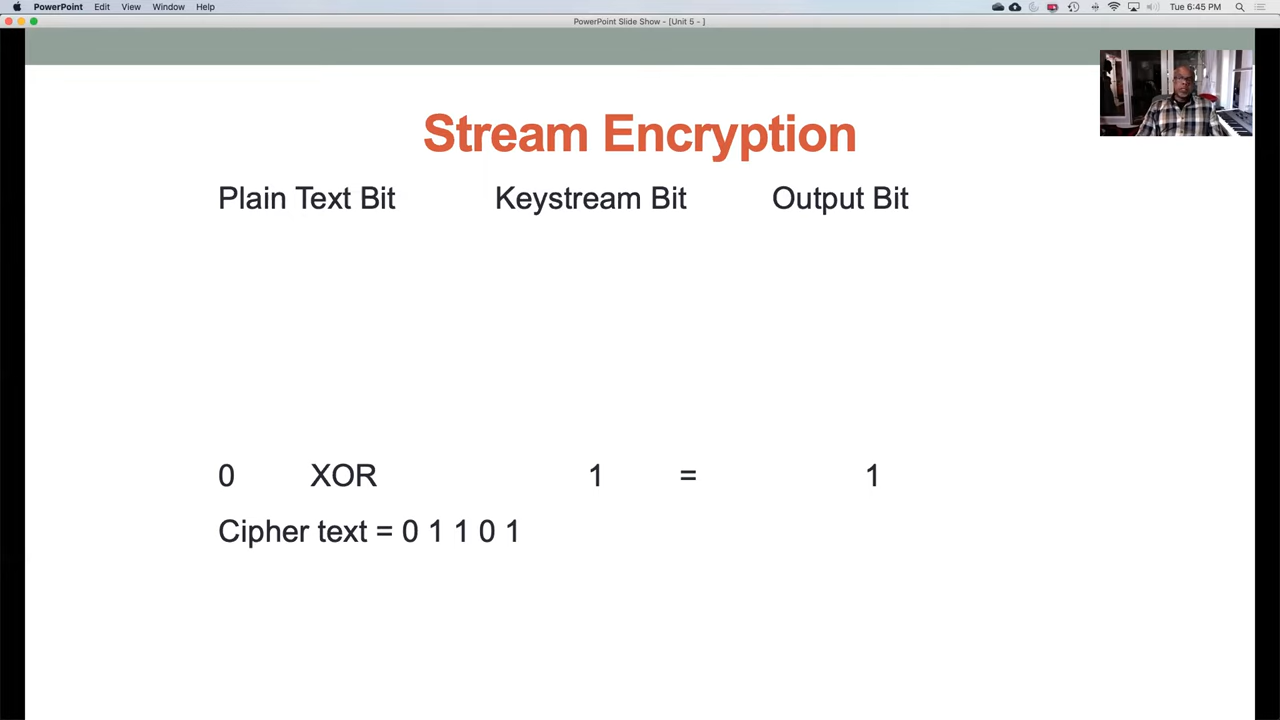 PowerPoint Edit View Window Help Tue 6:45 PM
PowerPoint Slide Show - [Unit 5 - ]
Stream Encryption
Plain Text Bit Keystream Bit Output Bit
0 XOR 1 = 1
Cipher text = 0 1 1 0 1